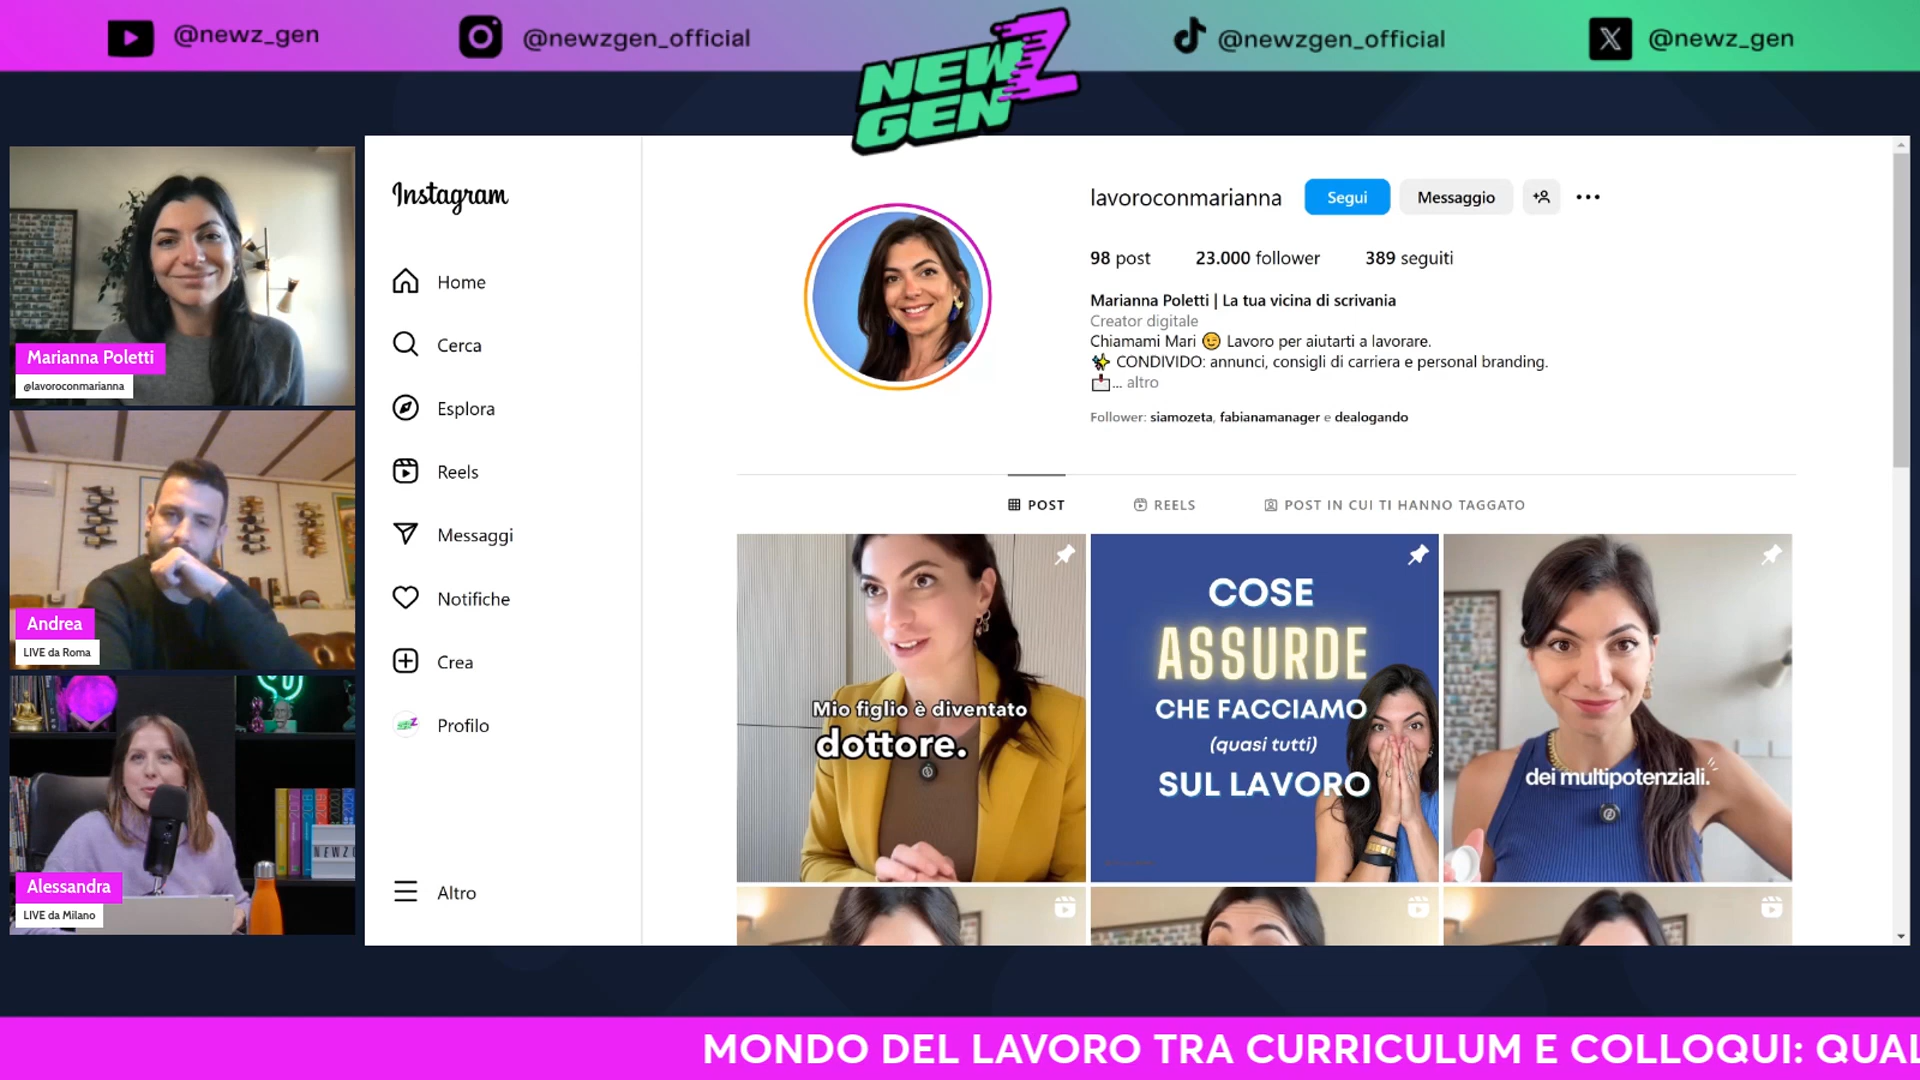 @newz_gen
@newzgen_official
NEWZ
GEN
@newzgen_official
@newz_gen
Marianna Poletti
@lavoroconmarianna
Andrea
LIVE da Roma
NEWZ
Alessandra
LIVE da Milano
Instagram
Home
Cerca
Esplora
Reels
Messaggi
Notifiche
Crea
Profilo
Altro
lavoroconmarianna
Segui
Messaggio
98 post
23.000 follower
389 seguiti
Marianna Poletti | La tua vicina di scrivania
Creator digitale
Chiamami Mari 😉 Lavoro per aiutarti a lavorare.
✨ CONDIVIDO: annunci, consigli di carriera e personal branding.
📩... altro
Follower: siamozeta, fabianamanager e dealogando
POST
REELS
POST IN CUI TI HANNO TAGGATO
Mio figlio è diventato
dottore.
COSE
ASSURDE
CHE FACCIAMO
(quasi tutti)
SUL LAVORO
dei multipotenziali.
MONDO DEL LAVORO TRA CURRICULUM E COLLOQUI: QUAL